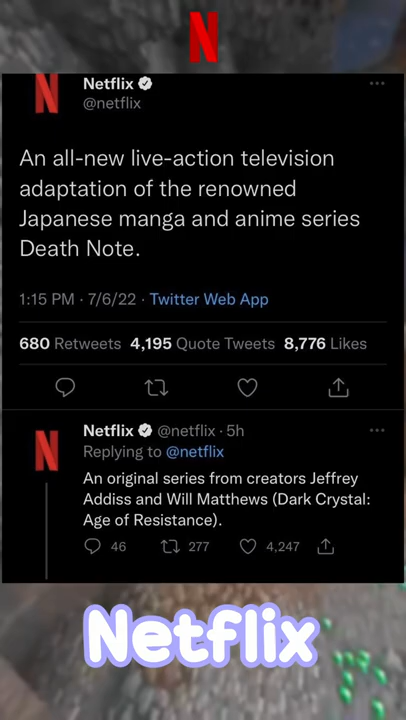 N
N
Netflix
@netflix
An all-new live-action television
adaptation of the renowned
Japanese manga and anime series
Death Note.
1:15 PM · 7/6/22 · Twitter Web App
680 Retweets 4,195 Quote Tweets 8,776 Likes
N
Netflix @netflix · 5h
Replying to @netflix
An original series from creators Jeffrey
Addiss and Will Matthews (Dark Crystal:
Age of Resistance).
46 277 4,247
Netflix